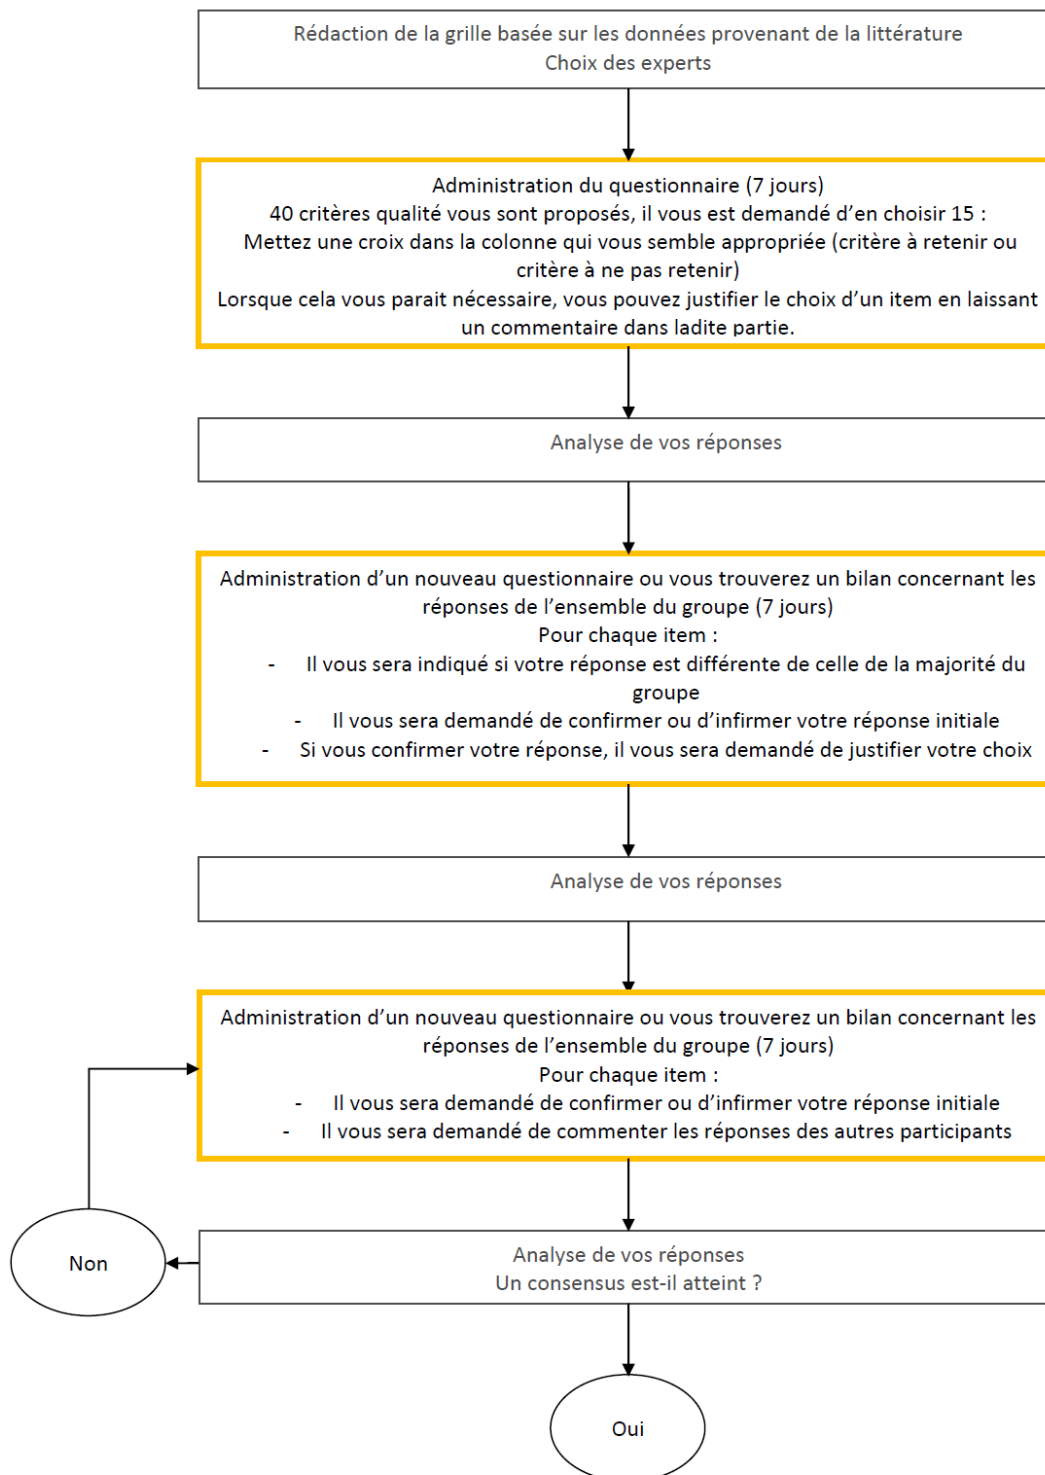 Rédaction de la grille basée sur les données provenant de la littérature
Choix des experts
Administration du questionnaire (7 jours)
40 critères qualité vous sont proposés, il vous est demandé d’en choisir 15 :
Mettez une croix dans la colonne qui vous semble appropriée (critère à retenir ou
critère à ne pas retenir)
Lorsque cela vous parait nécessaire, vous pouvez justifier le choix d’un item en laissant
un commentaire dans ladite partie.
Analyse de vos réponses
Administration d’un nouveau questionnaire ou vous trouverez un bilan concernant les
réponses de l’ensemble du groupe (7 jours)
Pour chaque item :
- Il vous sera indiqué si votre réponse est différente de celle de la majorité du
groupe
- Il vous sera demandé de confirmer ou d’infirmer votre réponse initiale
- Si vous confirmer votre réponse, il vous sera demandé de justifier votre choix
Analyse de vos réponses
Administration d’un nouveau questionnaire ou vous trouverez un bilan concernant les
réponses de l’ensemble du groupe (7 jours)
Pour chaque item :
- Il vous sera demandé de confirmer ou d’infirmer votre réponse initiale
- Il vous sera demandé de commenter les réponses des autres participants
Analyse de vos réponses
Un consensus est-il atteint ?
Non
Oui